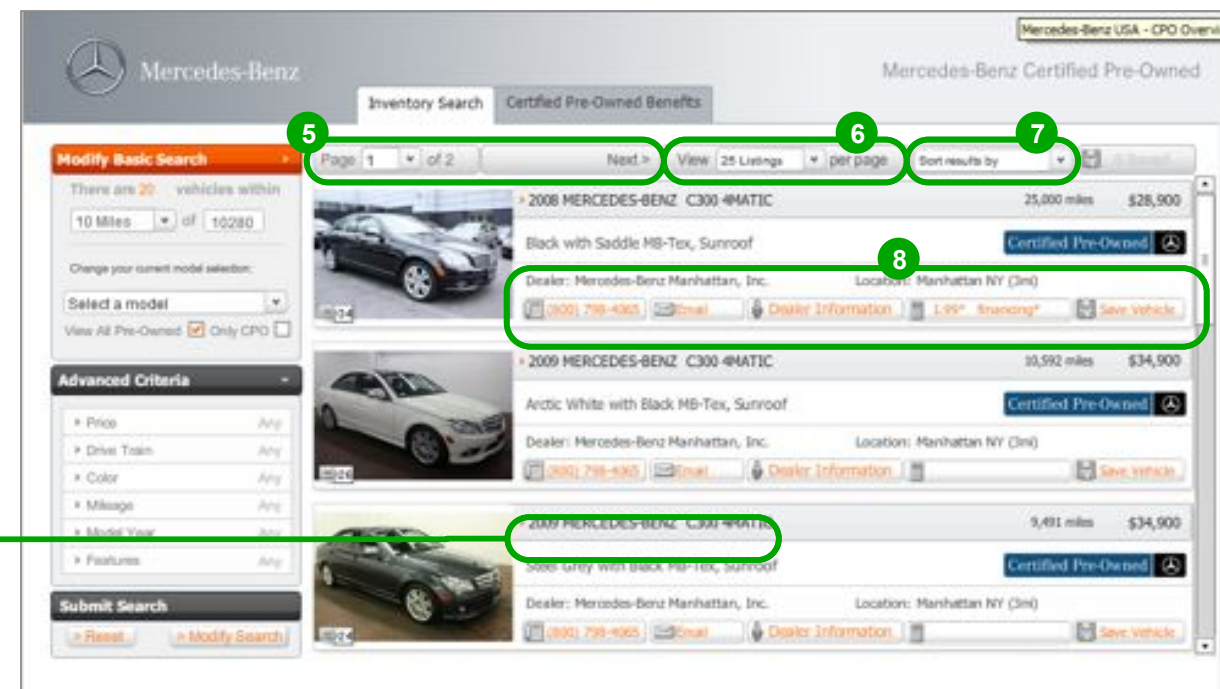 Mercedes-Benz USA - CPO Overvi
Mercedes-Benz
Mercedes-Benz Certified Pre-Owned
Inventory Search
Certified Pre-Owned Benefits
5
6
7
Modify Basic Search
Page 1 of 2
Next >
View 25 Listings per page
Sort results by
There are 20 vehicles within
10 Miles of 10280
Change your current model selection:
Select a model
View All Pre-Owned Only CPO
Advanced Criteria
Price Any
Drive Train Any
Color Any
Mileage Any
Model Year Any
Features Any
Submit Search
» Reset » Modify Search
2008 MERCEDES-BENZ C300 4MATIC 25,000 miles $28,900
Black with Saddle MB-Tex, Sunroof
Certified Pre-Owned
8
Dealer: Mercedes-Benz Manhattan, Inc. Location: Manhattan NY (3mi)
(800) 798-4065 Email Dealer Information 1.99* financing* Save Vehicle
2009 MERCEDES-BENZ C300 4MATIC 10,592 miles $34,900
Arctic White with Black MB-Tex, Sunroof
Certified Pre-Owned
Dealer: Mercedes-Benz Manhattan, Inc. Location: Manhattan NY (3mi)
(800) 798-4065 Email Dealer Information Save Vehicle
2009 MERCEDES-BENZ C300 4MATIC 9,491 miles $34,900
Steel Grey with Black MB-Tex, Sunroof
Certified Pre-Owned
Dealer: Mercedes-Benz Manhattan, Inc. Location: Manhattan NY (3mi)
(800) 798-4065 Email Dealer Information Save Vehicle